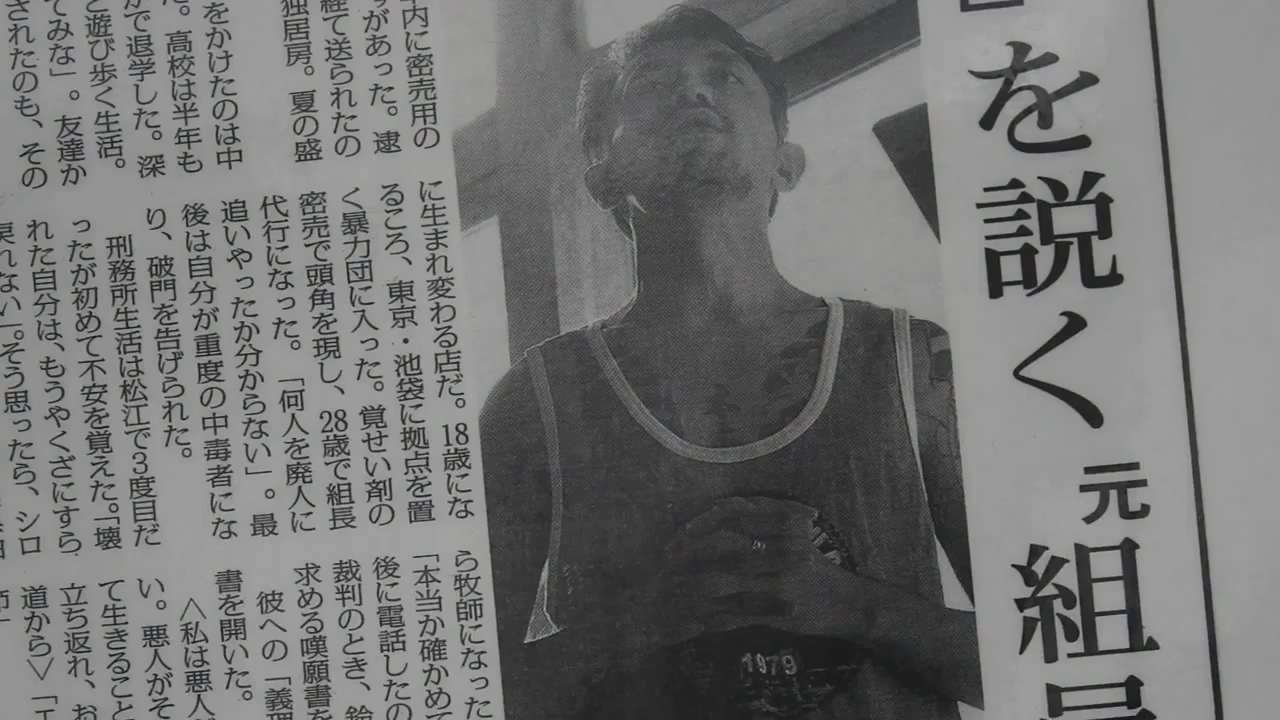 を説く
元組員
内に密売用の
があった。逮
経て送られたの
独居房。夏の盛
をかけたのは中
。高校は半年も
で退学した。深
遊び歩く生活。
てみな」。友達か
されたのも、その
に生まれ変わる店だ。18歳にな
るころ、東京・池袋に拠点を置
く暴力団に入った。覚せい剤の
密売で頭角を現し、28歳で組長
代行になった。「何人を廃人に
追いやったか分からない」。最
後は自分が重度の中毒者にな
り、破門を告げられた。
刑務所生活は松江で3度目だ
ったが初めて不安を覚えた。「壊
れた自分は、もうやくざにすら
戻れない」。そう思ったら、シロ
ら牧師になった
「本当か確かめて
後に電話したの
裁判のとき、鈴
求める嘆願書を
彼への「義理
書を開いた。
〈私は悪人
い。悪人がそ
て生きること
立ち返れ、お
道から〉「エ
1979